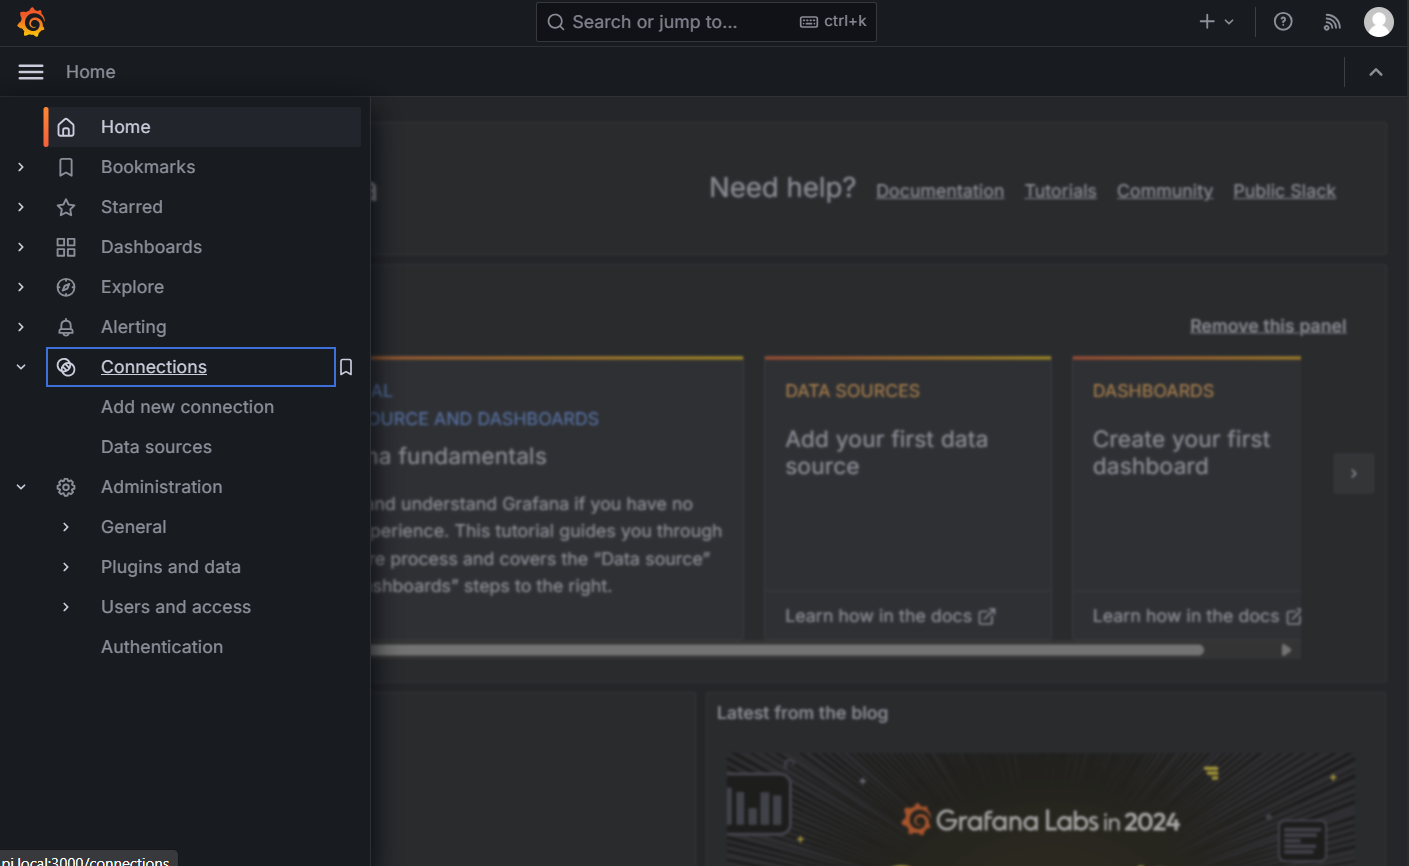 Search or jump to...
ctrl+k
Home
Home
Bookmarks
Starred
Dashboards
Explore
Alerting
Connections
Add new connection
Data sources
Administration
General
Plugins and data
Users and access
Authentication
Need help?
Documentation
Tutorials
Community
Public Slack
Remove this panel
AL
OURCE AND DASHBOARDS
na fundamentals
and understand Grafana if you have no
perience. This tutorial guides you through
re process and covers the “Data source”
shboards” steps to the right.
DATA SOURCES
Add your first data
source
Learn how in the docs
DASHBOARDS
Create your first
dashboard
Learn how in the docs
Latest from the blog
Grafana Labs in 2024
pi.local:3000/connections